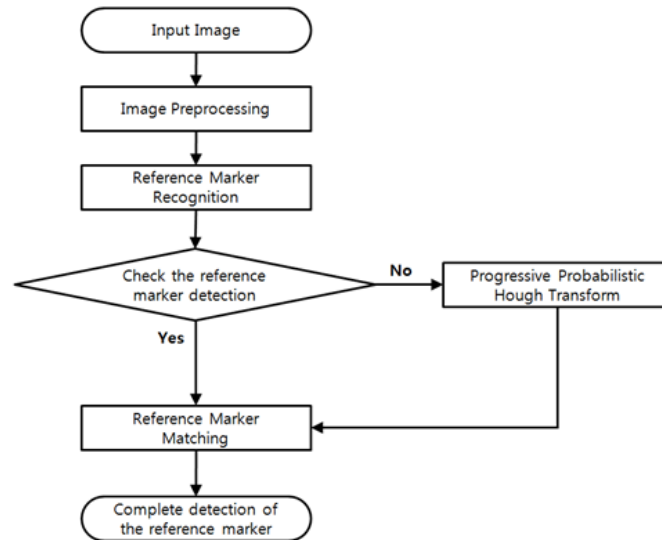 Input Image
Image Preprocessing
Reference Marker
Recognition
Check the reference
marker detection
No
Progressive Probabilistic
Hough Transform
Yes
Reference Marker
Matching
Complete detection of
the reference marker